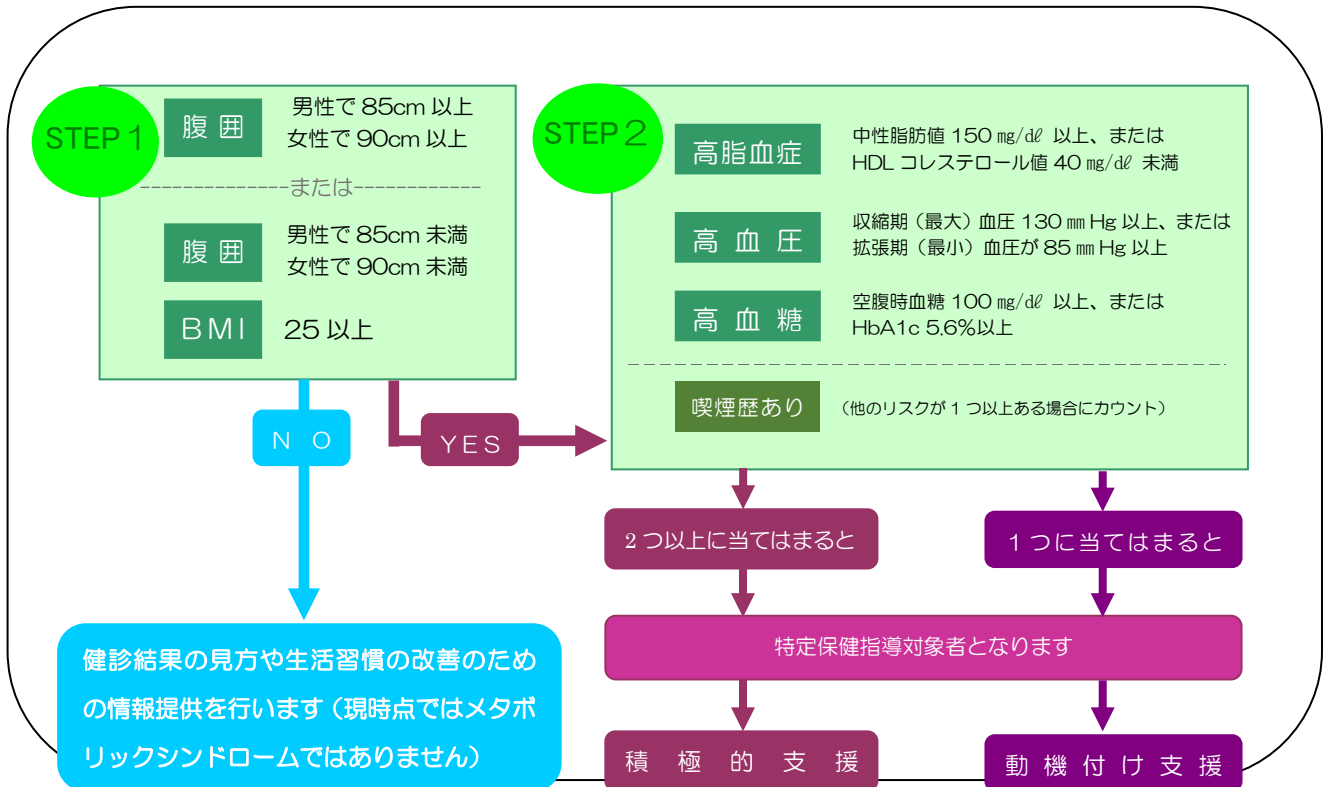 STEP 1
腹囲
男性で 85cm 以上
女性で 90cm 以上
または
腹囲
男性で 85cm 未満
女性で 90cm 未満
BMI
25 以上
NO
YES
STEP 2
高脂血症
中性脂肪値 150 ㎎/㎗ 以上、または
HDL コレステロール値 40 ㎎/㎗ 未満
高血圧
収縮期（最大）血圧 130 ㎜ Hg 以上、または
拡張期（最小）血圧が 85 ㎜ Hg 以上
高血糖
空腹時血糖 100 ㎎/㎗ 以上、または
HbA1c 5.6%以上
喫煙歴あり
（他のリスクが 1 つ以上ある場合にカウント）
2 つ以上に当てはまると
1 つに当てはまると
特定保健指導対象者となります
積極的支援
動機付け支援
健診結果の見方や生活習慣の改善のため
の情報提供を行います（現時点ではメタボ
リックシンドロームではありません）